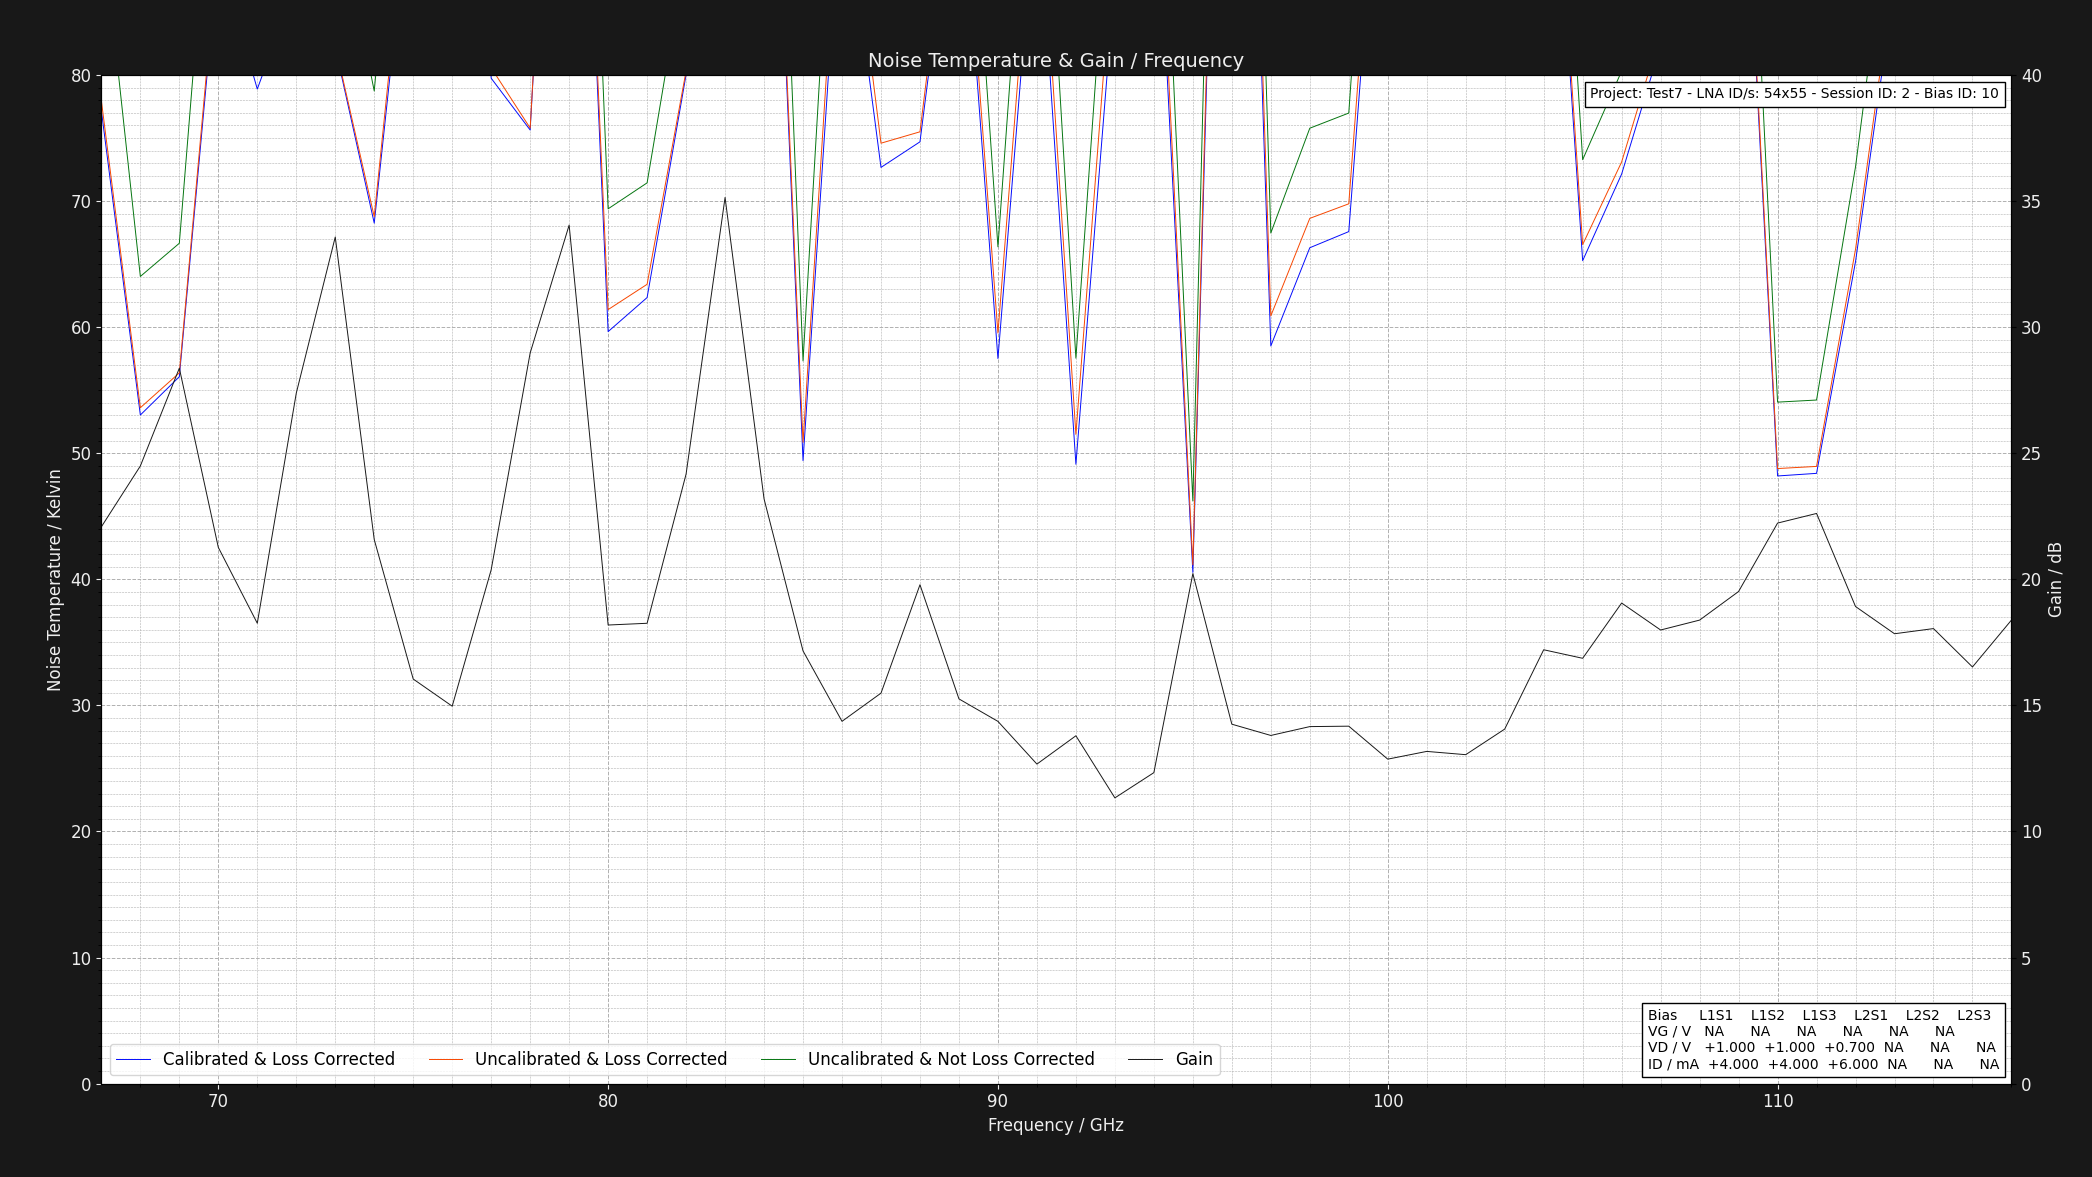 Noise Temperature & Gain / Frequency
Project: Test7 - LNA ID/s: 54x55 - Session ID: 2 - Bias ID: 10
80
70
60
50
40
30
20
10
0
Noise Temperature / Kelvin
40
35
30
25
20
15
10
5
0
Gain / dB
Bias L1S1 L1S2 L1S3 L2S1 L2S2 L2S3
VG / V NA NA NA NA NA NA
VD / V +1.000 +1.000 +0.700 NA NA NA
ID / mA +4.000 +4.000 +6.000 NA NA NA
Calibrated & Loss Corrected Uncalibrated & Loss Corrected Uncalibrated & Not Loss Corrected Gain
70 80 90 100 110
Frequency / GHz